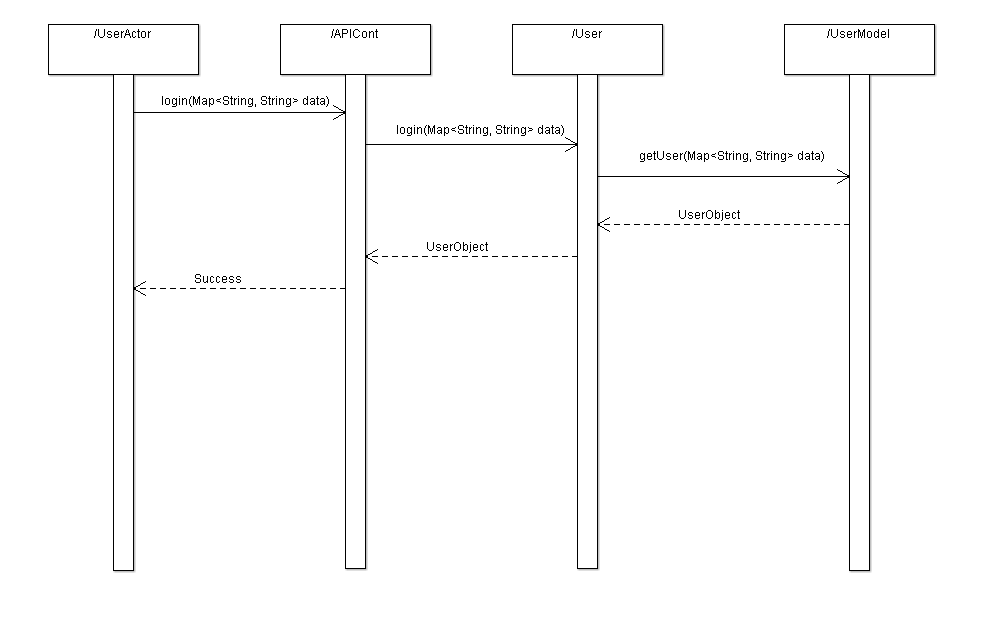 /UserActor
/APICont
/User
/UserModel
login(Map<String, String> data)
login(Map<String, String> data)
getUser(Map<String, String> data)
UserObject
UserObject
Success